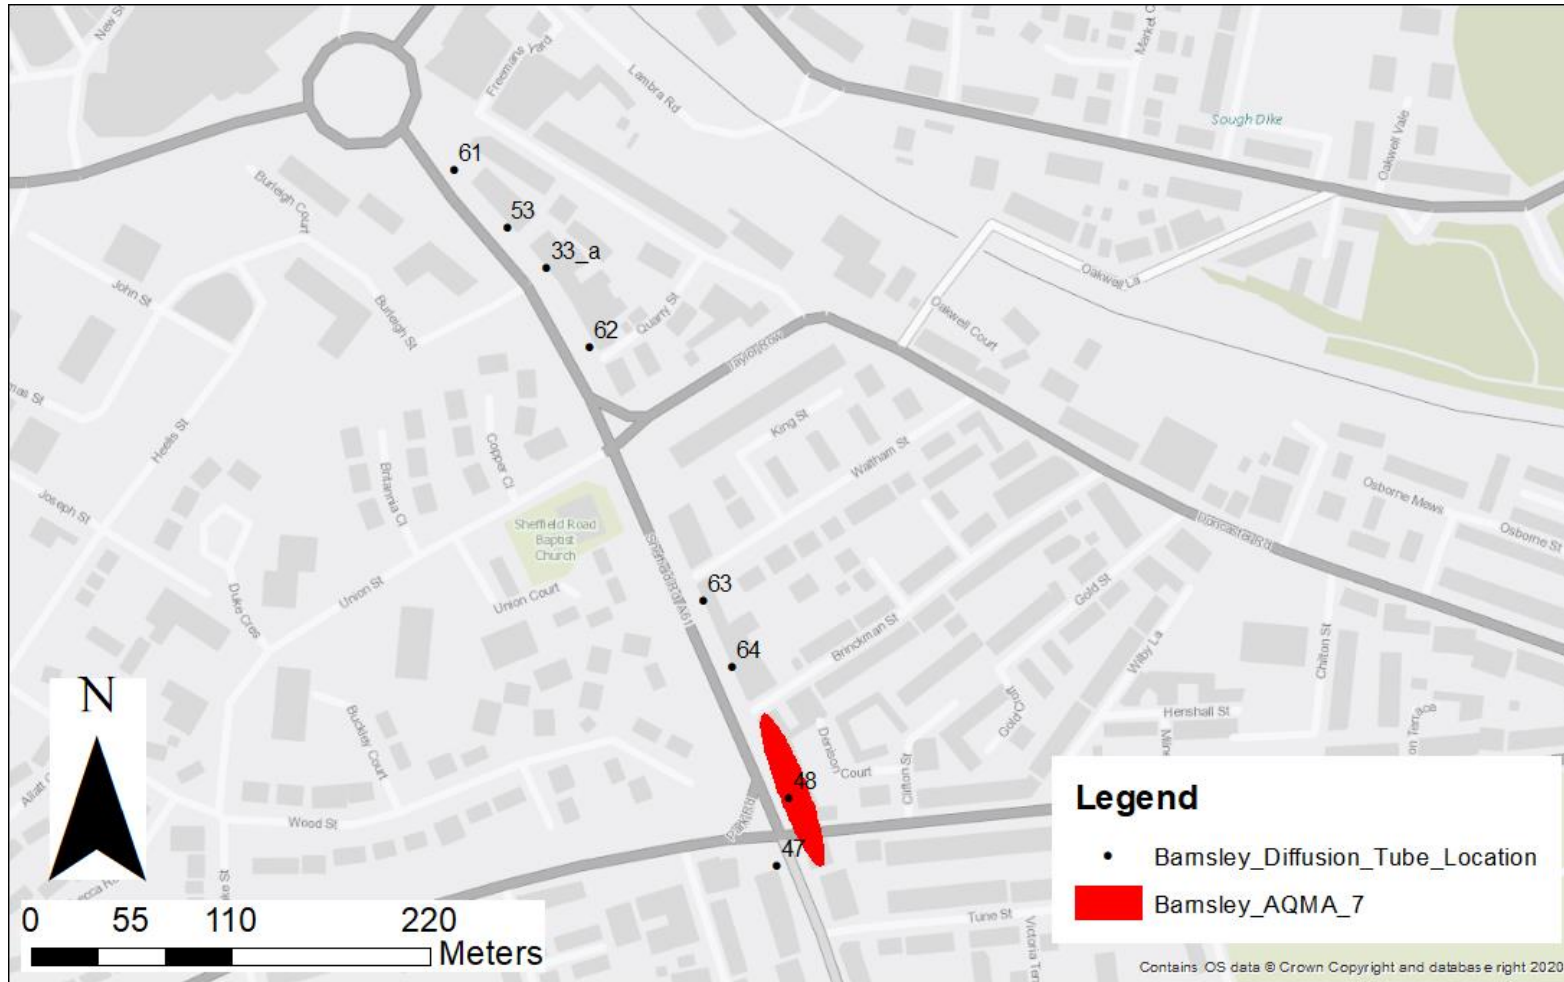 New St
Freemans Yard
Lambra Rd
Market
Sough Dike
Oakwell Vale
61
Burleigh Court
53
33_a
John St
Burleigh St
62
Quarry St
Oakwell La
Oakwell Court
Taylor Row
mas St
Heelis St
Copper Cl
King St
Waltham St
Britannia Cl
Joseph St
Osborne Mews
Osborne St
Doncaster Rd
Sheffield Road
Baptist
Church
Duke Cres
Union St
Union Court
63
Gold St
Brinckman St
64
Wilby La
Chilton St
N
Buckley Court
Gold Croft
Henshall St
Denison Court
Clifton St
48
Wood St
Park Rd
47
Tune St
0 55 110 220
Meters
Legend
Barnsley_Diffusion_Tube_Location
Barnsley_AQMA_7
Contains OS data © Crown Copyright and database right 2020